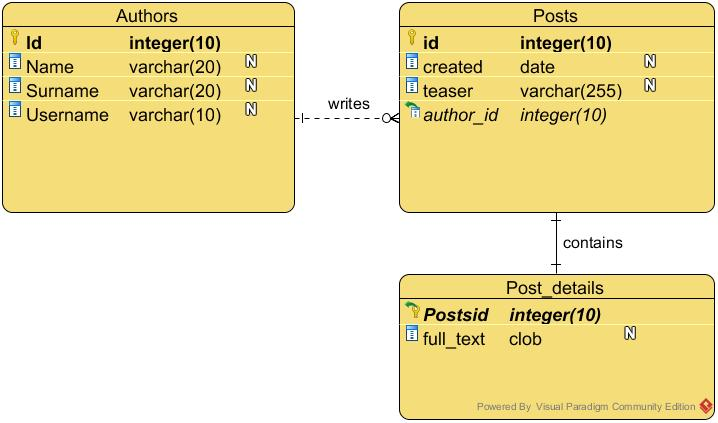 Authors
Id integer(10)
Name varchar(20) N
Surname varchar(20) N
Username varchar(10) N
writes
Posts
id integer(10)
created date N
teaser varchar(255) N
author_id integer(10)
contains
Post_details
Postsid integer(10)
full_text clob N
Powered By Visual Paradigm Community Edition